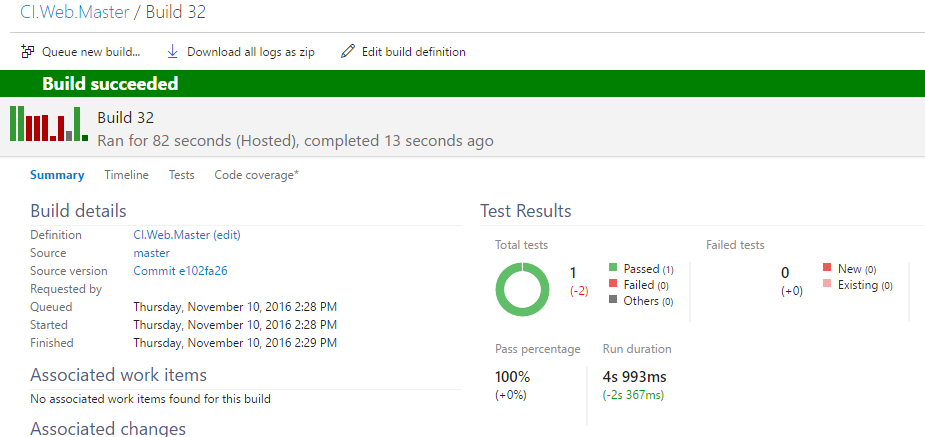 CI.Web.Master / Build 32
Queue new build... Download all logs as zip Edit build definition
Build succeeded
Build 32
Ran for 82 seconds (Hosted), completed 13 seconds ago
Summary Timeline Tests Code coverage*
Build details
Definition CI.Web.Master (edit)
Source master
Source version Commit e102fa26
Requested by
Queued Thursday, November 10, 2016 2:28 PM
Started Thursday, November 10, 2016 2:28 PM
Finished Thursday, November 10, 2016 2:29 PM
Associated work items
No associated work items found for this build
Associated changes
Test Results
Total tests
1
(-2)
Passed (1)
Failed (0)
Others (0)
Failed tests
0
(+0)
New (0)
Existing (0)
Pass percentage
100%
(+0%)
Run duration
4s 993ms
(-2s 367ms)